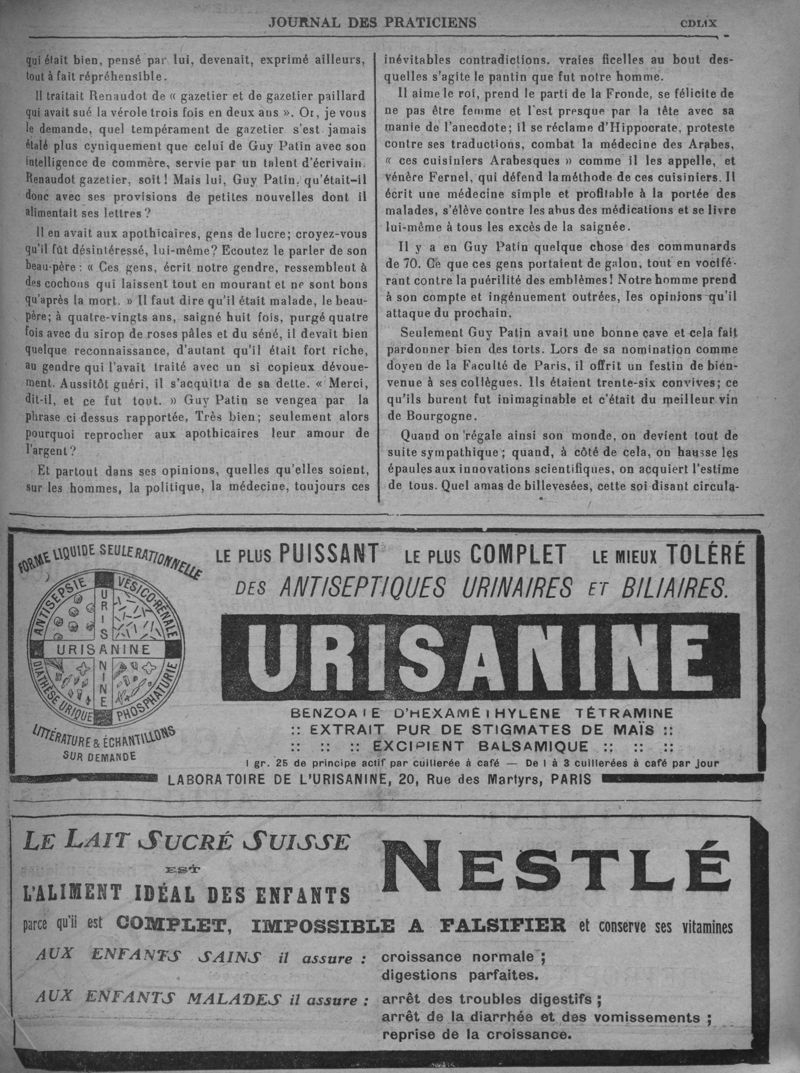 JOURNAL DES PRATICIENS
CDLIX
qui était bien, pensé par lui, devenait, exprimé ailleurs,
tout à fait répréhensible.
Il traitait Renaudot de « gazetier et de gazetier paillard
qui avait sué la vérole trois fois en deux ans ». Or, je vous
le demande, quel tempérament de gazetier s'est jamais
étalé plus cyniquement que celui de Guy Patin avec son
intelligence de commère, servie par un talent d'écrivain.
Renaudot gazetier, soit ! Mais lui, Guy Patin, qu'était-il
donc avec ses provisions de petites nouvelles dont il
alimentait ses lettres ?
Il en avait aux apothicaires, gens de lucre; croyez-vous
qu'il fût désintéressé, lui-même? Ecoutez le parler de son
beau-père : « Ces gens, écrit notre gendre, ressemblent à
des cochons qui laissent tout en mourant et ne sont bons
qu'après la mort. » Il faut dire qu'il était malade, le beau-
père; à quatre-vingts ans, saigné huit fois, purgé quatre
fois avec du sirop de roses pâles et du séné, il devait bien
quelque reconnaissance, d'autant qu'il était fort riche,
au gendre qui l'avait traité avec un si copieux dévoue-
ment. Aussitôt guéri, il s'acquitta de sa dette. « Merci,
dit-il, et ce fut tout. » Guy Patin se vengea par la
phrase ci dessus rapportée, Très bien; seulement alors
pourquoi reprocher aux apothicaires leur amour de
l'argent?
Et partout dans ses opinions, quelles qu'elles soient,
sur les hommes, la politique, la médecine, toujours ces
inévitables contradictions. vraies ficelles au bout des-
quelles s'agite le pantin que fut notre homme.
Il aime le roi, prend le parti de la Fronde, se félicite de
ne pas être femme et l'est presque par la tête avec sa
manie de l'anecdote; il se réclame d'Hippocrate, proteste
contre ses traductions, combat la médecine des Arabes,
« ces cuisiniers Arabesques » comme il les appelle, et
vénère Fernel, qui défend la méthode de ces cuisiniers. Il
écrit une médecine simple et profitable à la portée des
malades, s'élève contre les abus des médications et se livre
lui-même à tous les excès de la saignée.
Il y a en Guy Patin quelque chose des communards
de 70. Ce que ces gens portaient de galon, tout en vocifé-
rant contre la puérilité des emblèmes! Notre homme prend
à son compte et ingénuement outrées, les opinions qu'il
attaque du prochain.
Seulement Guy Patin avait une bonne cave et cela fait
pardonner bien des torts. Lors de sa nomination comme
doyen de la Faculté de Paris, il offrit un festin de bien-
venue à ses collègues. Ils étaient trente-six convives; ce
qu'ils burent fut inimaginable et c'était du meilleur vin
de Bourgogne.
Quand on régale ainsi son monde, on devient tout de
suite sympathique; quand, à côté de cela, on hausse les
épaules aux innovations scientifiques, on acquiert l'estime
de tous. Quel amas de billevesées, cette soi disant circula-
FORME LIQUIDE SEULE RATIONNELLE
ANTISEPSIE VÉSICO-RÉNALE
URISANINE
URISANINE
DIATHÈSE URIQUE PHOSPHATURIE
LITTÉRATURE & ÉCHANTILLONS
SUR DEMANDE
LE PLUS PUISSANT LE PLUS COMPLET LE MIEUX TOLÉRÉ
DES ANTISEPTIQUES URINAIRES ET BILIAIRES.
URISANINE
BENZOATE D'HEXAMÉTHYLÈNE TÉTRAMINE
:: EXTRAIT PUR DE STIGMATES DE MAÏS ::
:: :: :: EXCIPIENT BALSAMIQUE :: :: ::
1 gr. 25 de principe actif par cuillerée à café — De 1 à 3 cuillerées à café par jour
LABORATOIRE DE L'URISANINE, 20, Rue des Martyrs, PARIS
LE LAIT SUCRÉ SUISSE
NESTLÉ
EST
L'ALIMENT IDÉAL DES ENFANTS
parce qu'il est COMPLET, IMPOSSIBLE A FALSIFIER et conserve ses vitamines
AUX ENFANTS SAINS il assure : croissance normale ;
digestions parfaites.
AUX ENFANTS MALADES il assure : arrêt des troubles digestifs ;
arrêt de la diarrhée et des vomissements ;
reprise de la croissance.